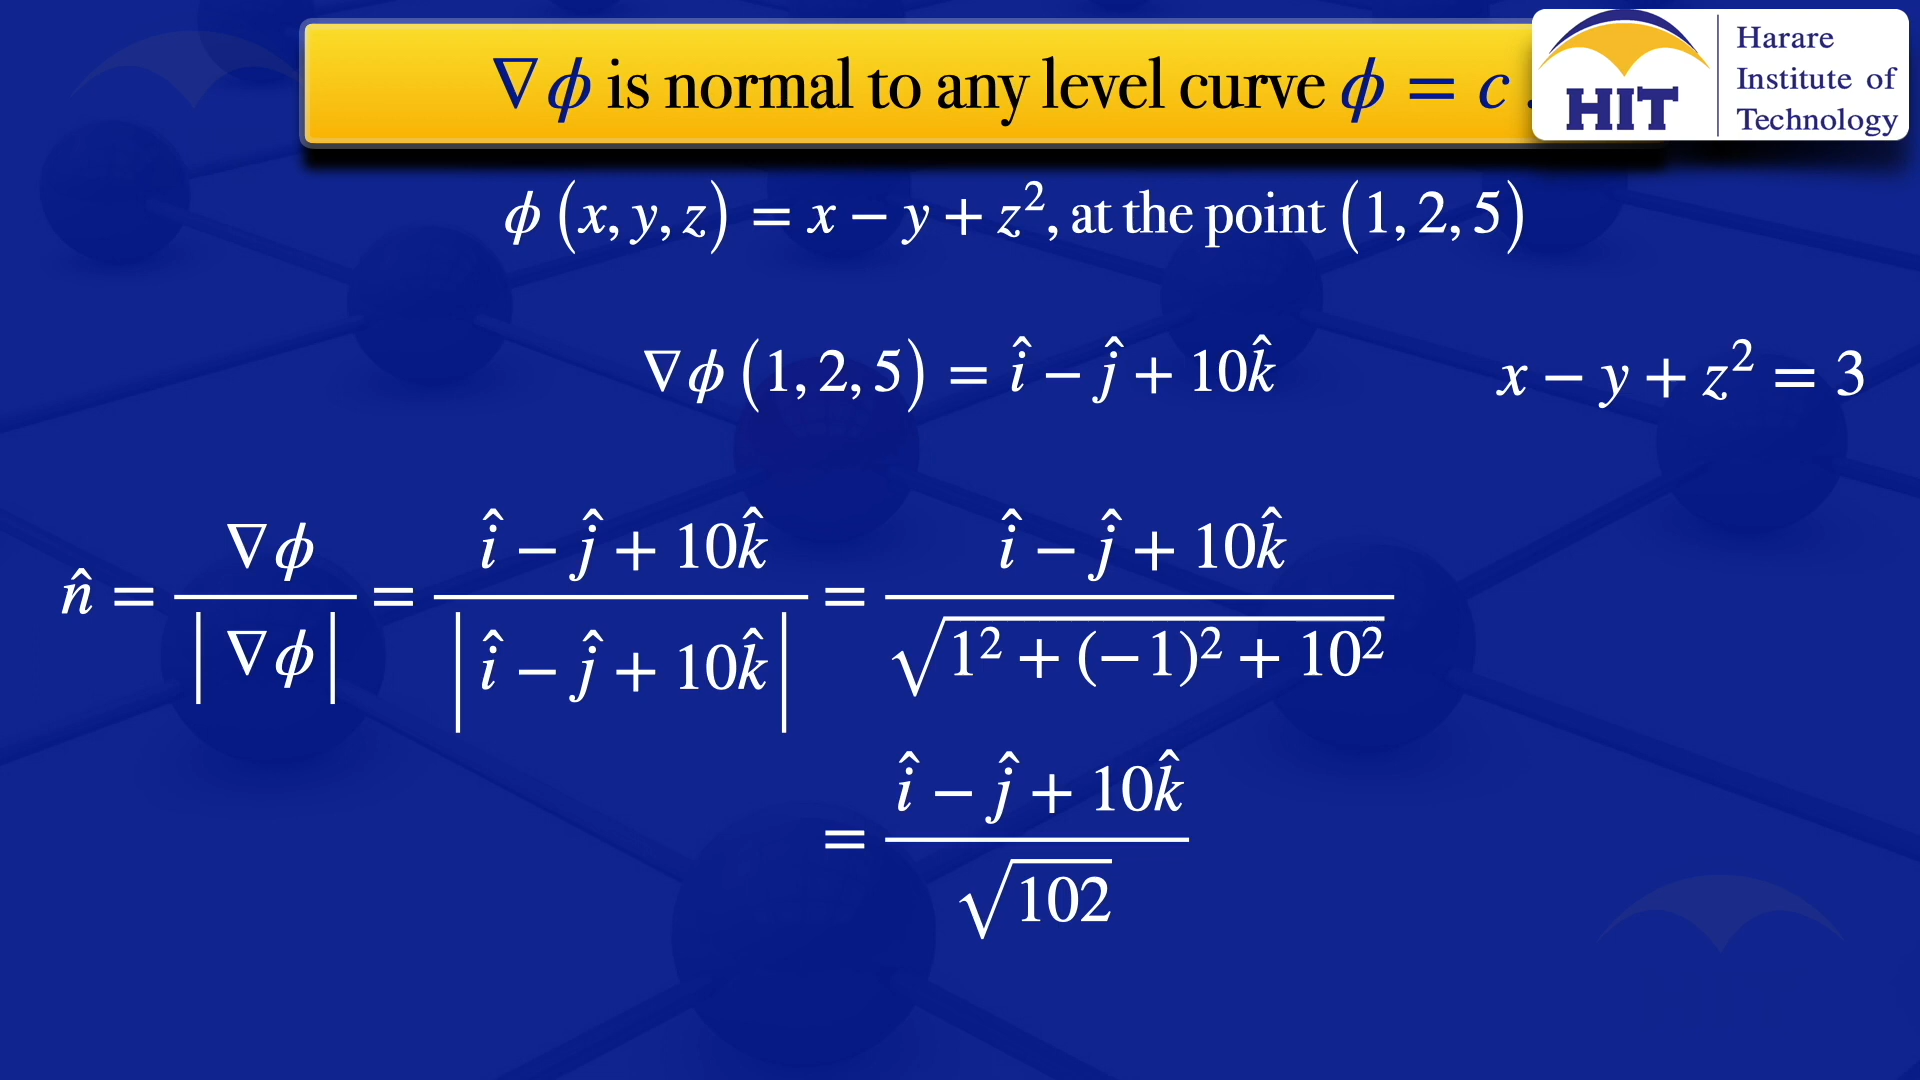 ∇ϕ is normal to any level curve ϕ = c .
HIT
Harare
Institute of
Technology
ϕ (x, y, z) = x − y + z², at the point (1, 2, 5)
∇ϕ (1, 2, 5) = î − ĵ + 10k̂
x − y + z² = 3
n̂ = ∇ϕ / |∇ϕ| = (î − ĵ + 10k̂) / |î − ĵ + 10k̂| = (î − ĵ + 10k̂) / √(1² + (−1)² + 10²)
= (î − ĵ + 10k̂) / √102